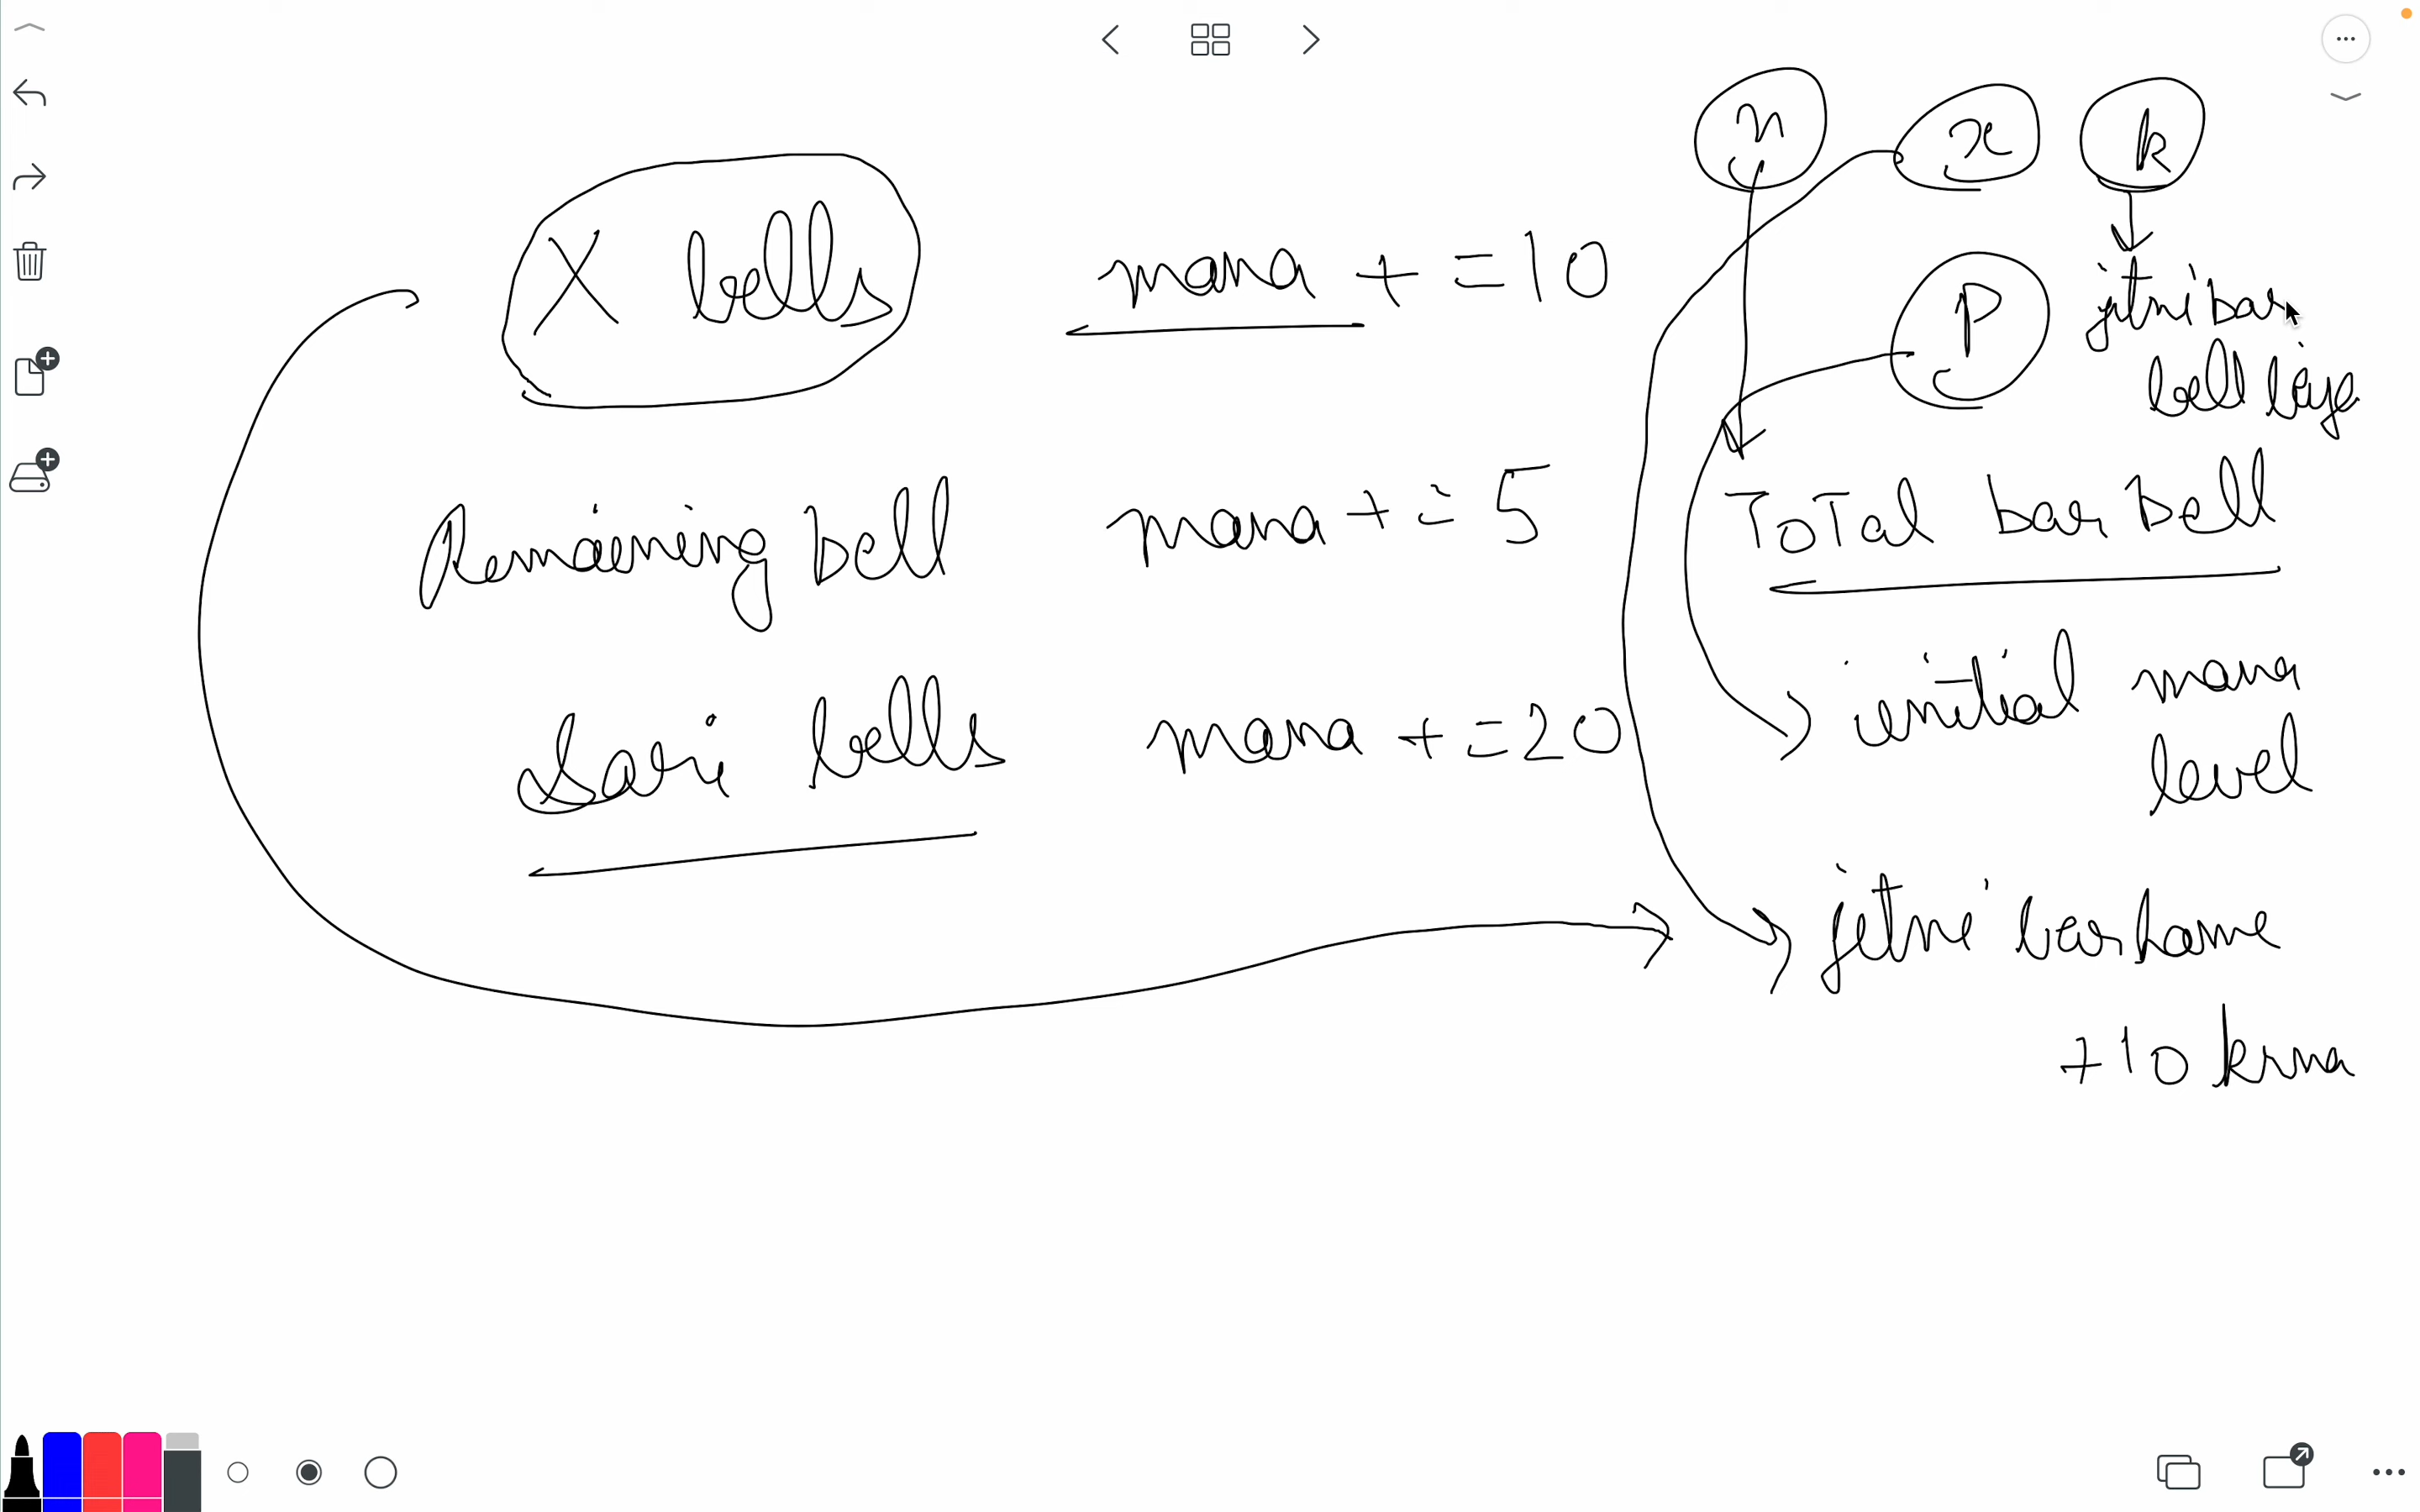 n x k
X bells mana += 10
P
jitni bar
bell
Remaining bell mana += 5
Total bar bell
Sari bells mana += 20
initial mana
level
jitni bar hame
+10 krna